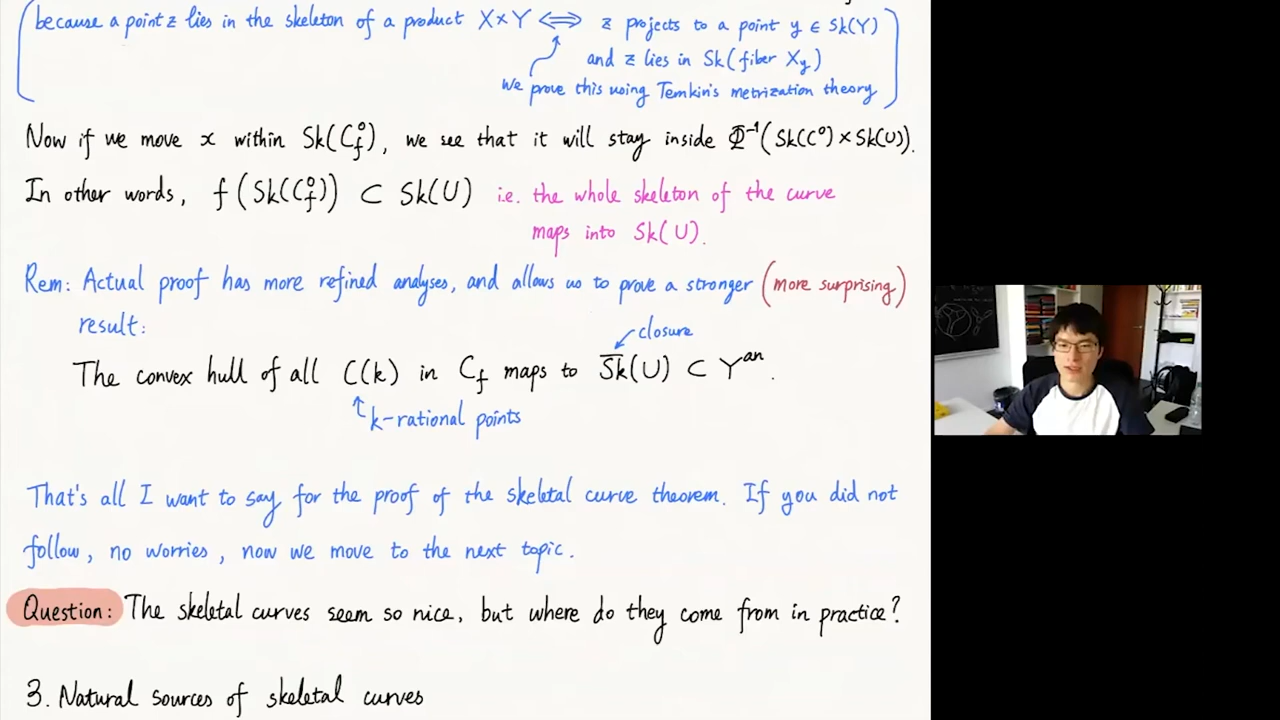 because a point z lies in the skeleton of a product X×Y ⟺ z projects to a point y ∈ Sk(Y)
and z lies in Sk(fiber X_y)
We prove this using Temkin's metrization theory
Now if we move x within Sk(C_f^o), we see that it will stay inside Φ^{-1}(Sk(C^o) × Sk(U)).
In other words, f(Sk(C_f^o)) ⊂ Sk(U) i.e. the whole skeleton of the curve
maps into Sk(U).
Rem: Actual proof has more refined analyses, and allows us to prove a stronger (more surprising)
result:
closure
The convex hull of all C(k) in C_f maps to S̅k̅(U) ⊂ Y^{an}.
k-rational points
That's all I want to say for the proof of the skeletal curve theorem. If you did not
follow, no worries, now we move to the next topic.
Question: The skeletal curves seem so nice, but where do they come from in practice?
3. Natural sources of skeletal curves